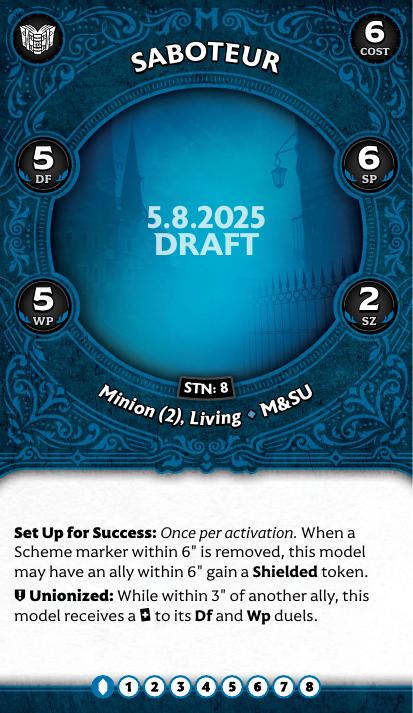 6
COST
SABOTEUR
5
DF
6
SP
5.8.2025
DRAFT
5
WP
2
SZ
STN: 8
Minion (2), Living • M&SU
Set Up for Success: Once per activation. When a
Scheme marker within 6" is removed, this model
may have an ally within 6" gain a Shielded token.
Unionized: While within 3" of another ally, this
model receives a + to its Df and Wp duels.
1 2 3 4 5 6 7 8